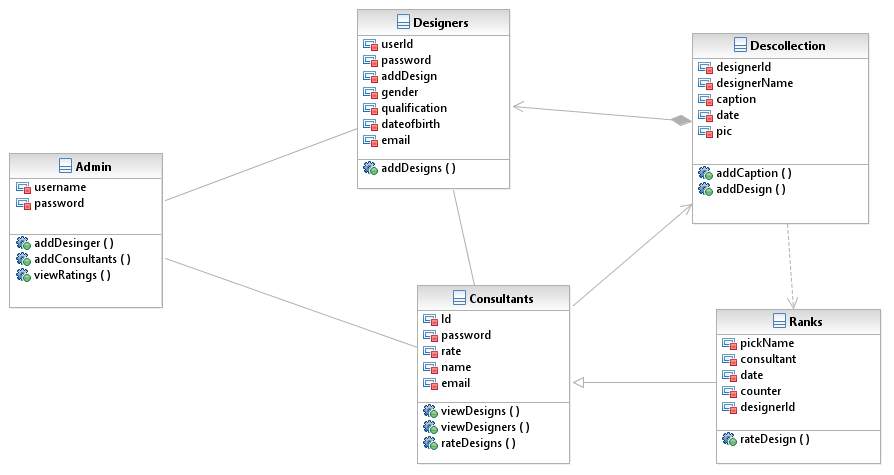 Designers
userId
password
addDesign
gender
qualification
dateofbirth
email
addDesigns ( )
Descollection
designerId
designerName
caption
date
pic
addCaption ( )
addDesign ( )
Admin
username
password
addDesinger ( )
addConsultants ( )
viewRatings ( )
Consultants
Id
password
rate
name
email
viewDesigns ( )
viewDesigners ( )
rateDesigns ( )
Ranks
pickName
consultant
date
counter
designerId
rateDesign ( )